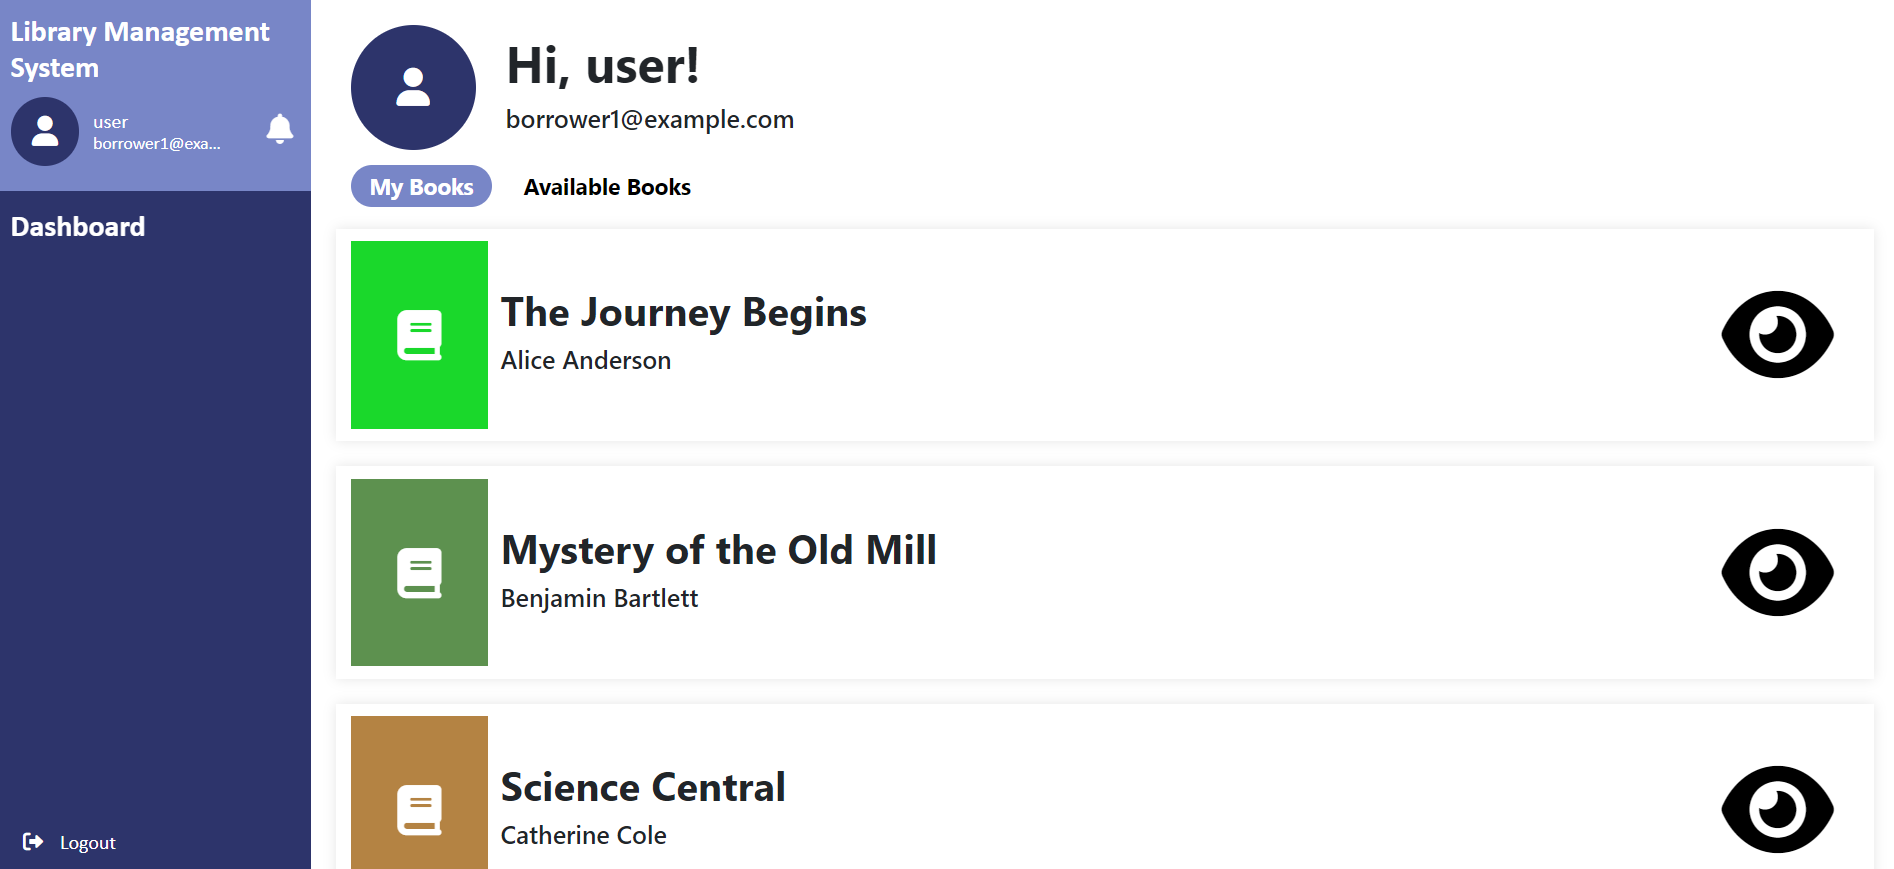 Library Management
System
user
borrower1@exa...
Dashboard
Logout
Hi, user!
borrower1@example.com
My Books
Available Books
The Journey Begins
Alice Anderson
Mystery of the Old Mill
Benjamin Bartlett
Science Central
Catherine Cole